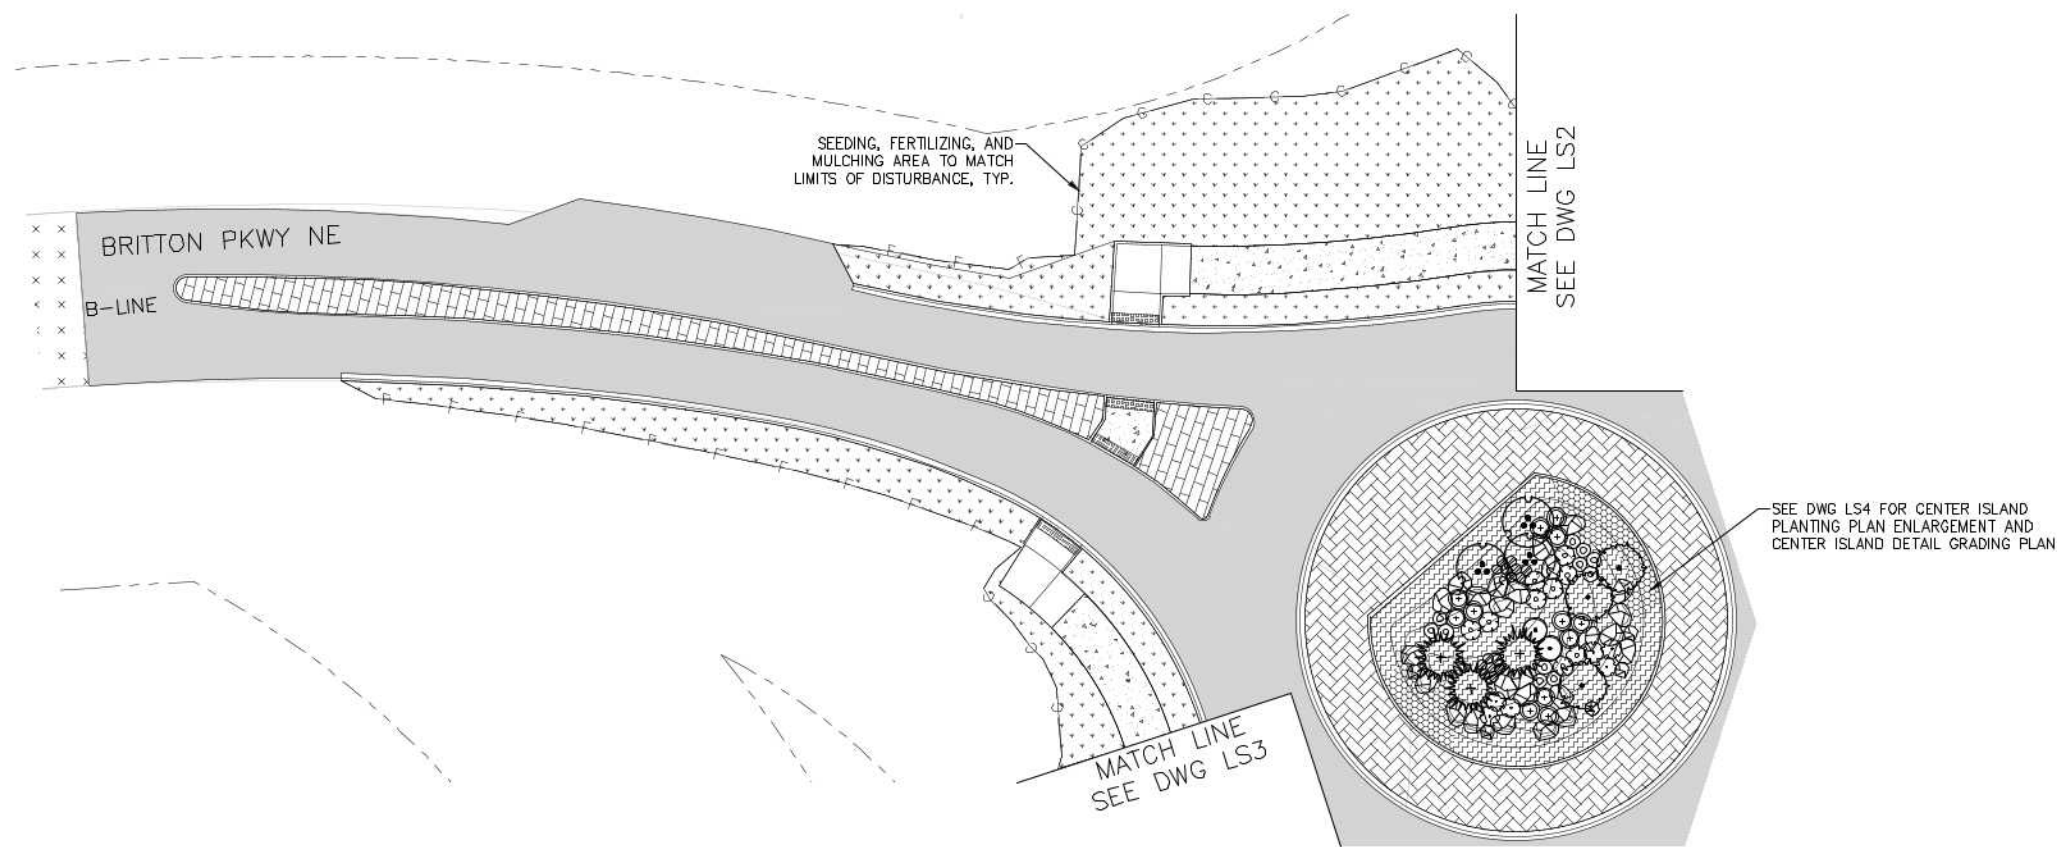 SEEDING, FERTILIZING, AND
MULCHING AREA TO MATCH
LIMITS OF DISTURBANCE, TYP.
MATCH LINE
SEE DWG LS2
BRITTON PKWY NE
B-LINE
SEE DWG LS4 FOR CENTER ISLAND
PLANTING PLAN ENLARGEMENT AND
CENTER ISLAND DETAIL GRADING PLAN
MATCH LINE
SEE DWG LS3